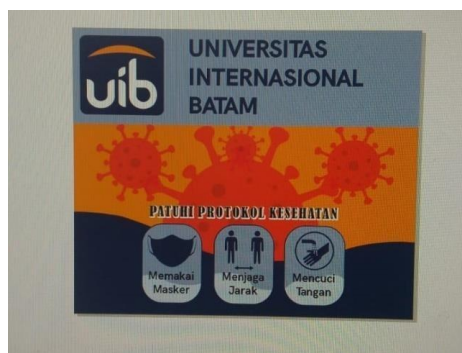 uib
UNIVERSITAS
INTERNASIONAL
BATAM
PATUHI PROTOKOL KESEHATAN
Memakai
Masker
Menjaga
Jarak
Mencuci
Tangan